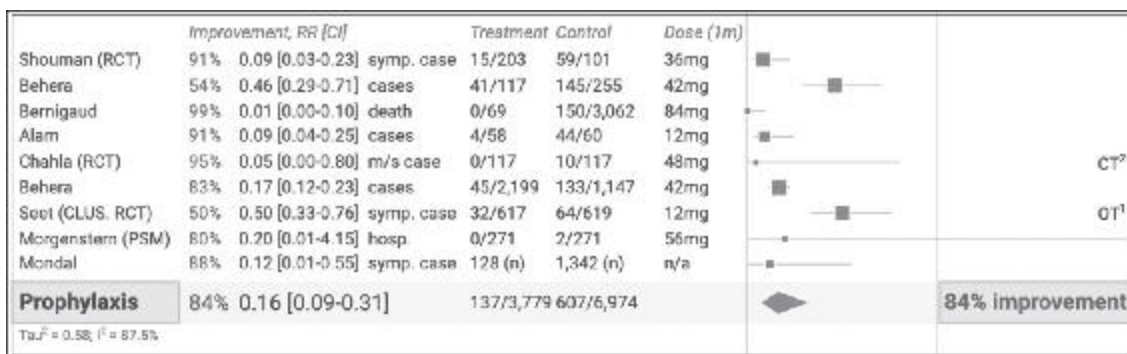 Improvement, RR [CI] Treatment Control Dose (1m)
Shouman (RCT) 91% 0.09 [0.03-0.23] symp. case 15/203 59/101 36mg
Behera 54% 0.46 [0.29-0.71] cases 41/117 145/255 42mg
Bernigaud 99% 0.01 [0.00-0.10] death 0/69 150/3,062 84mg
Alam 91% 0.09 [0.04-0.25] cases 4/58 44/60 12mg
Chahla (RCT) 95% 0.05 [0.00-0.80] m/s case 0/117 10/117 48mg CT²
Behera 83% 0.17 [0.12-0.23] cases 45/2,199 133/1,147 42mg
Seet (CLUS. RCT) 50% 0.50 [0.33-0.76] symp. case 32/617 64/619 12mg OT¹
Morgenstern (PSM) 80% 0.20 [0.01-4.15] hosp. 0/271 2/271 56mg
Mondal 88% 0.12 [0.01-0.55] symp. case 128 (n) 1,342 (n) n/a
Prophylaxis 84% 0.16 [0.09-0.31] 137/3,779 607/6,974 84% improvement
Tau² = 0.58; I² = 87.5%